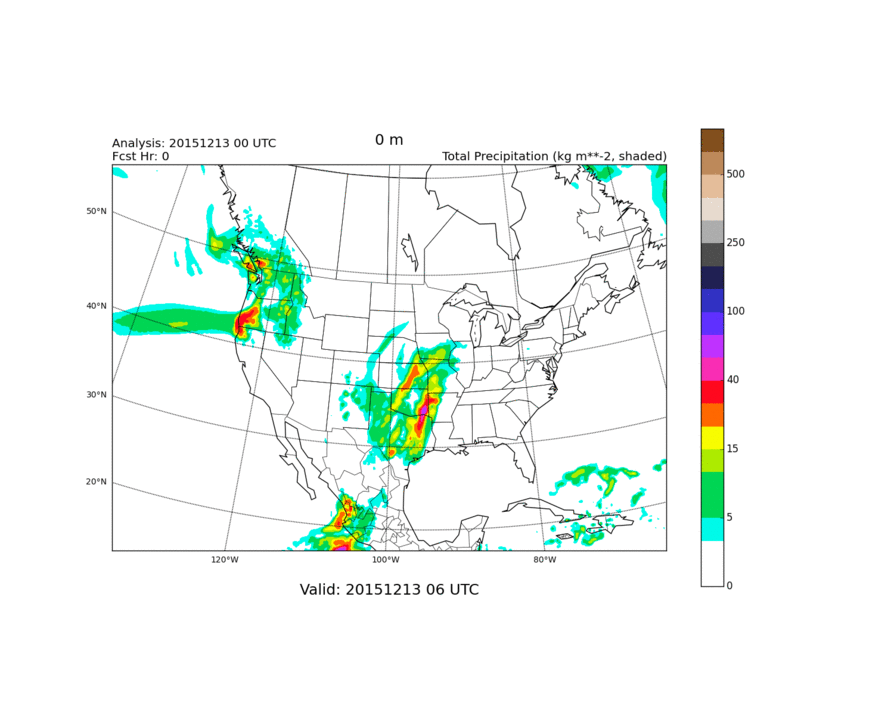 0 m
Analysis: 20151213 00 UTC
Fcst Hr: 0
Total Precipitation (kg m**-2, shaded)
50°N
40°N
30°N
20°N
120°W
100°W
80°W
500
250
100
40
15
5
0
Valid: 20151213 06 UTC